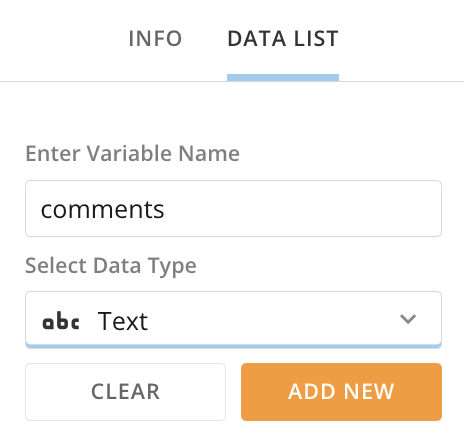 INFO DATA LIST
Enter Variable Name
comments
Select Data Type
abc Text
CLEAR ADD NEW